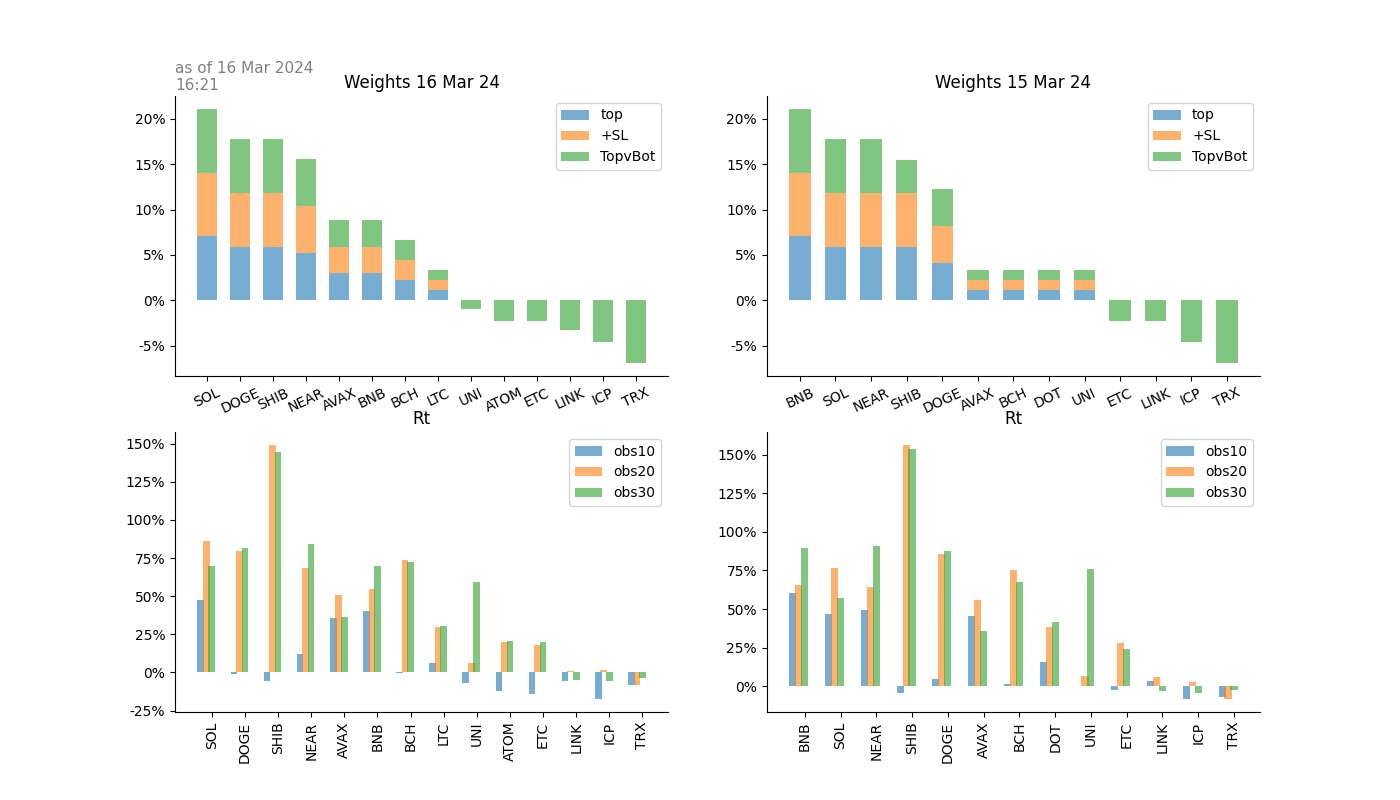 as of 16 Mar 2024
16:21
Weights 16 Mar 24
20%
15%
10%
5%
0%
-5%
top
+SL
TopvBot
SOL DOGE SHIB NEAR AVAX BNB BCH LTC UNI ATOM ETC LINK ICP TRX
Weights 15 Mar 24
20%
15%
10%
5%
0%
-5%
top
+SL
TopvBot
BNB SOL NEAR SHIB DOGE AVAX BCH DOT UNI ETC LINK ICP TRX
Rt
150%
125%
100%
75%
50%
25%
0%
-25%
obs10
obs20
obs30
SOL DOGE SHIB NEAR AVAX BNB BCH LTC UNI ATOM ETC LINK ICP TRX
Rt
150%
125%
100%
75%
50%
25%
0%
obs10
obs20
obs30
BNB SOL NEAR SHIB DOGE AVAX BCH DOT UNI ETC LINK ICP TRX